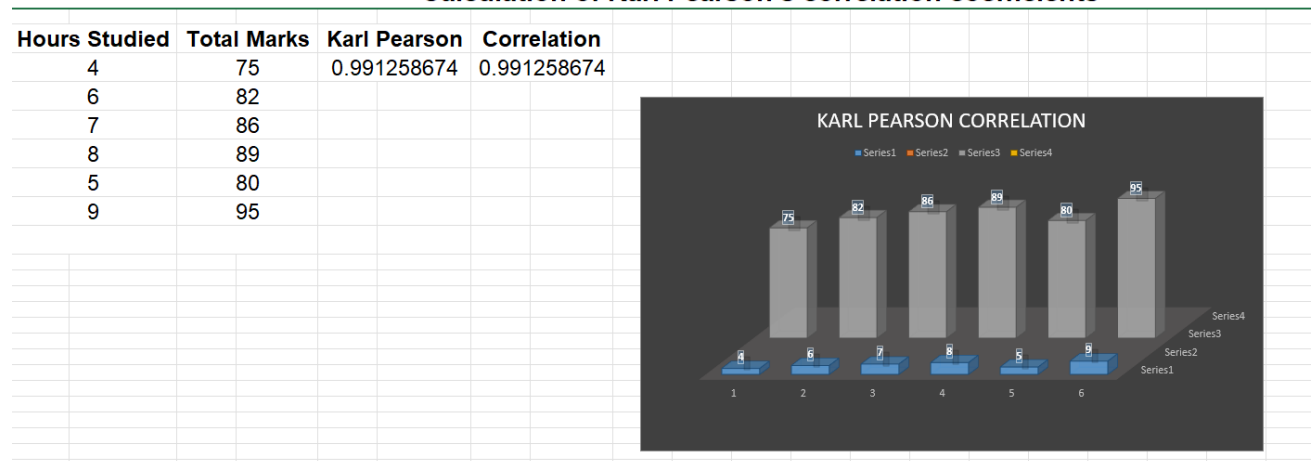 Hours Studied Total Marks Karl Pearson Correlation
4 75 0.991258674 0.991258674
6 82
7 86
8 89
5 80
9 95
KARL PEARSON CORRELATION
Series1 Series2 Series3 Series4
75 82 86 89 80 95
4 6 7 8 5 9
Series4
Series3
Series2
Series1
1 2 3 4 5 6